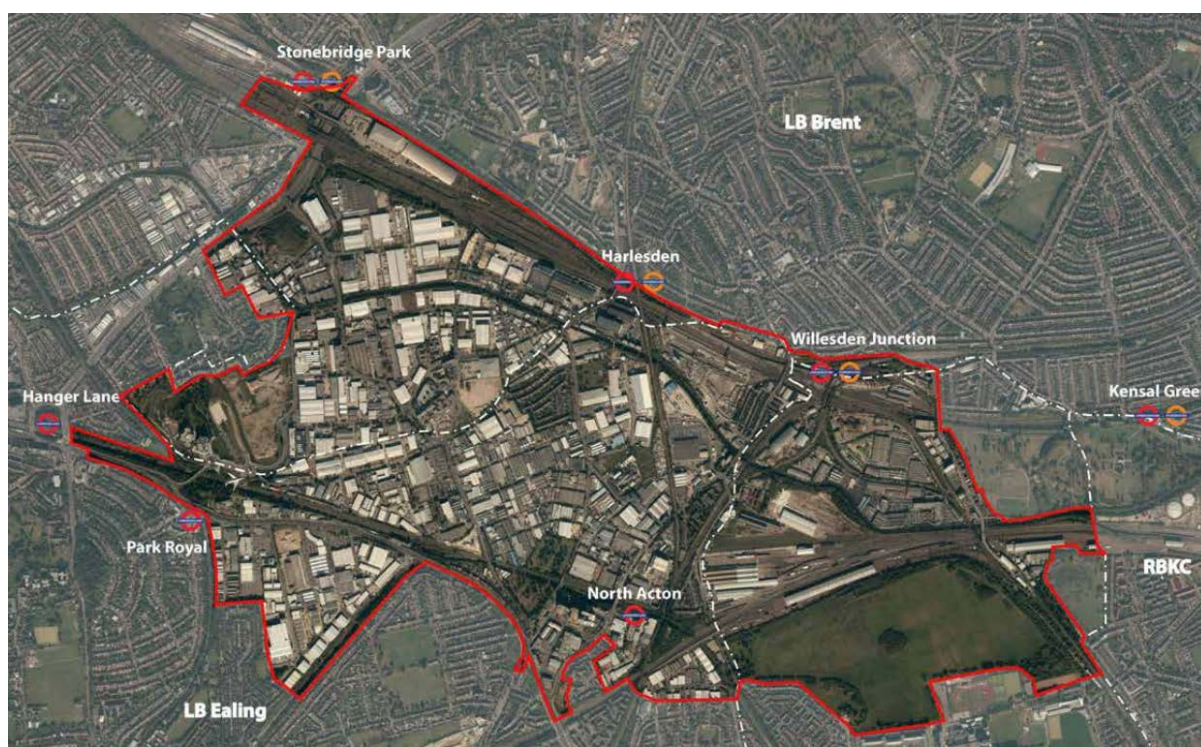 Stonebridge Park
LB Brent
Harlesden
Willesden Junction
Hanger Lane
Kensal Gree
Park Royal
RBKC
North Acton
LB Ealing